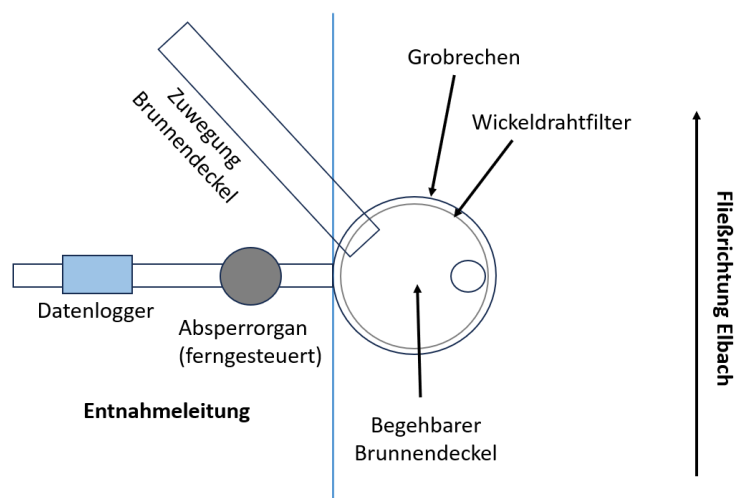 Grobrechen
Wickeldrahtfilter
Zuwegung
Brunnendeckel
Fließrichtung Elbach
Datenlogger
Absperrorgan
(ferngesteuert)
Entnahmeleitung
Begehbarer
Brunnendeckel